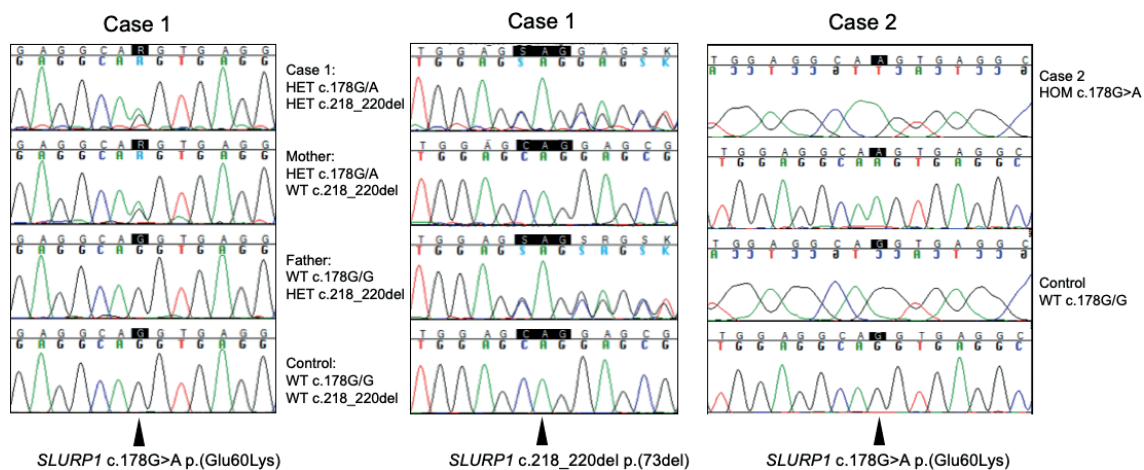 Case 1
G A G G C A R G T G A G G
G A G G C A R G T G A G G
Case 1:
HET c.178G/A
HET c.218_220del
G A G G C A R G T G A G G
G A G G C A R G T G A G G
Mother:
HET c.178G/A
WT c.218_220del
G A G G C A G G T G A G G
G A G G C A G G T G A G G
Father:
WT c.178G/G
HET c.218_220del
G A G G C A G G T G A G G
G A G G C A G G T G A G G
Control:
WT c.178G/G
WT c.218_220del
SLURP1 c.178G>A p.(Glu60Lys)
Case 1
T G G A G S A G G A G S K
T G G A G S A G G A G S K
T G G A G C A G G A G C G
T G G A G C A G G A G C G
T G G A G S A G S R G S K
T G G A G S A G S A G S K
T G G A G C A G G A G C G
T G G A G C A G G A G C G
SLURP1 c.218_220del p.(73del)
Case 2
T G G A G G C A A G T G A G G C
A C C T C C G T T C A C T C C G
Case 2
HOM c.178G>A
T G G A G G C A A G T G A G G C
T G G A G G C A A G T G A G G C
T G G A G G C A G G T G A G G C
A C C T C C G T C C A C T C C G
Control
WT c.178G/G
T G G A G G C A G G T G A G G C
T G G A G G C A G G T G A G G C
SLURP1 c.178G>A p.(Glu60Lys)